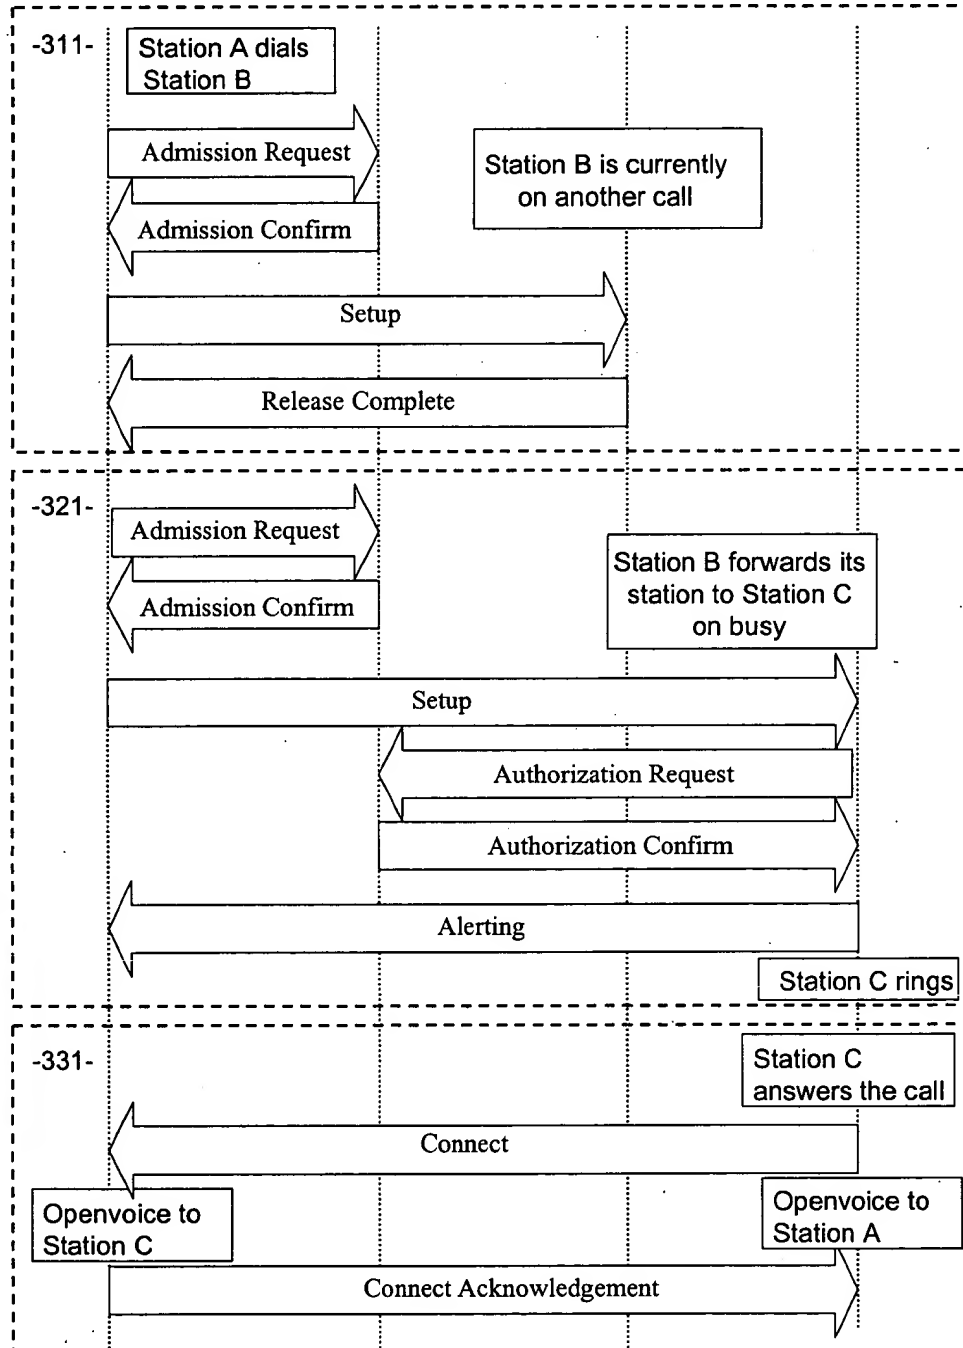 -311-
Station A dials
Station B
Admission Request
Station B is currently
on another call
Admission Confirm
Setup
Release Complete
-321-
Admission Request
Station B forwards its
station to Station C
on busy
Admission Confirm
Setup
Authorization Request
Authorization Confirm
Alerting
Station C rings
-331-
Station C
answers the call
Connect
Openvoice to
Station C
Openvoice to
Station A
Connect Acknowledgement